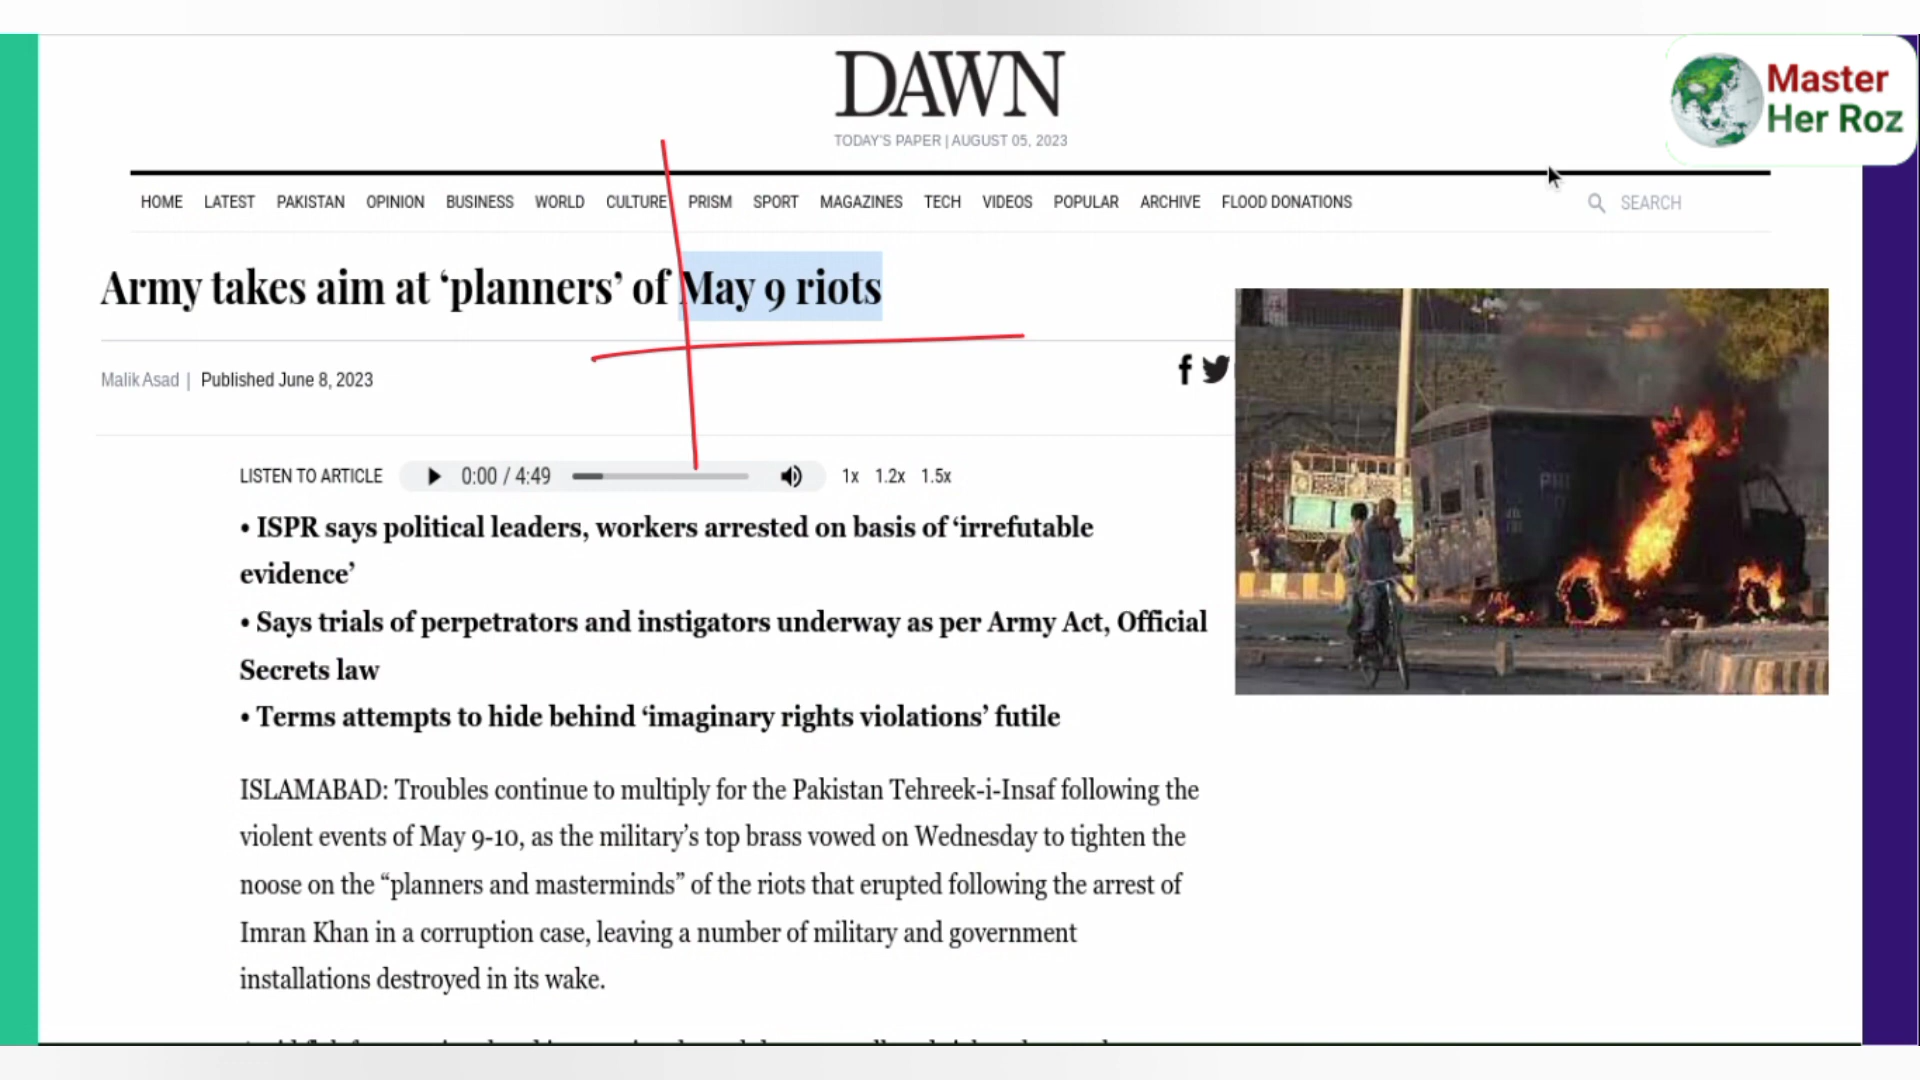 DAWN
TODAY'S PAPER | AUGUST 05, 2023
Master
Her Roz
HOME LATEST PAKISTAN OPINION BUSINESS WORLD CULTURE PRISM SPORT MAGAZINES TECH VIDEOS POPULAR ARCHIVE FLOOD DONATIONS SEARCH
Army takes aim at ‘planners’ of May 9 riots
Malik Asad | Published June 8, 2023
LISTEN TO ARTICLE 0:00 / 4:49 1x 1.2x 1.5x
• ISPR says political leaders, workers arrested on basis of ‘irrefutable
evidence’
• Says trials of perpetrators and instigators underway as per Army Act, Official
Secrets law
• Terms attempts to hide behind ‘imaginary rights violations’ futile
ISLAMABAD: Troubles continue to multiply for the Pakistan Tehreek-i-Insaf following the
violent events of May 9-10, as the military’s top brass vowed on Wednesday to tighten the
noose on the “planners and masterminds” of the riots that erupted following the arrest of
Imran Khan in a corruption case, leaving a number of military and government
installations destroyed in its wake.